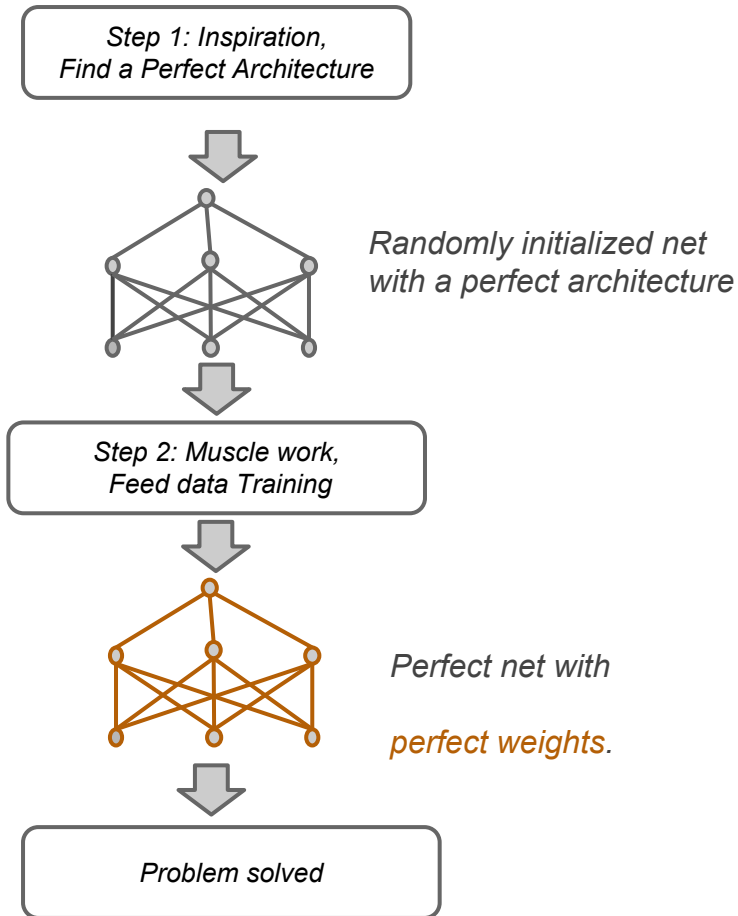 Step 1: Inspiration,
Find a Perfect Architecture
Randomly initialized net
with a perfect architecture
Step 2: Muscle work,
Feed data Training
Perfect net with
perfect weights.
Problem solved